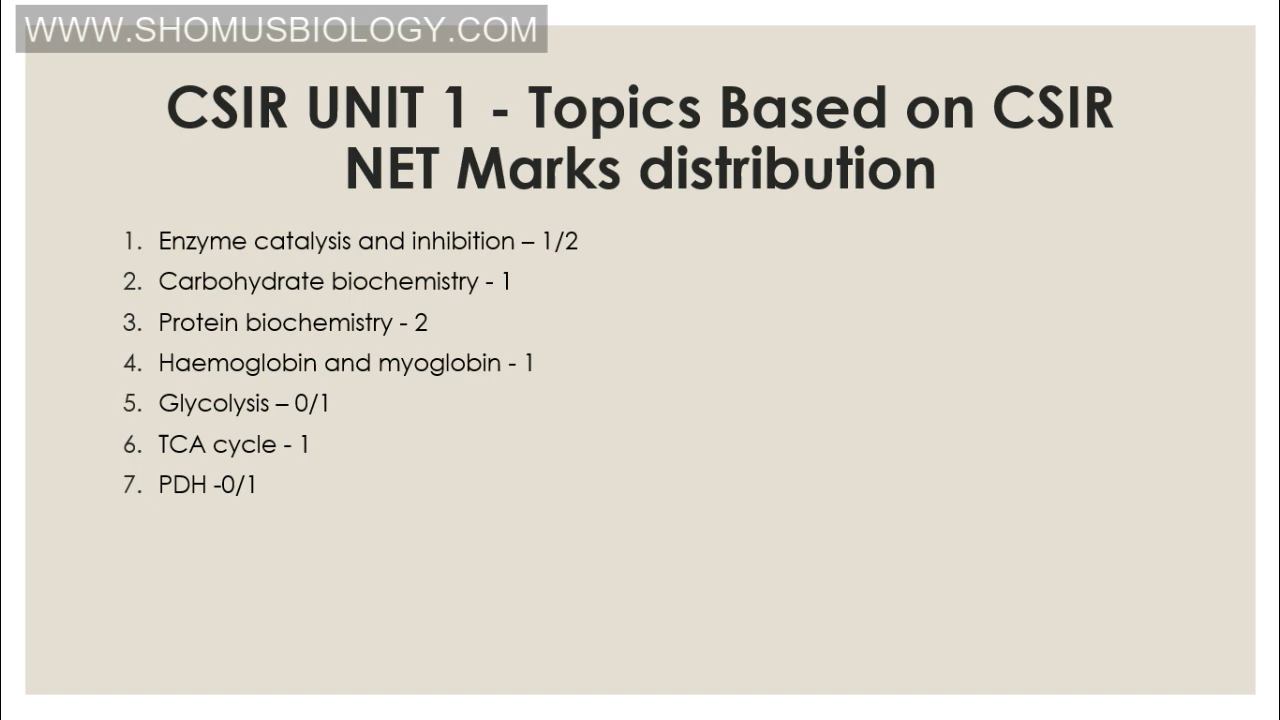 WWW.SHOMUSBIOLOGY.COM
CSIR UNIT 1 - Topics Based on CSIR
NET Marks distribution
1. Enzyme catalysis and inhibition – 1/2
2. Carbohydrate biochemistry - 1
3. Protein biochemistry - 2
4. Haemoglobin and myoglobin - 1
5. Glycolysis – 0/1
6. TCA cycle - 1
7. PDH -0/1